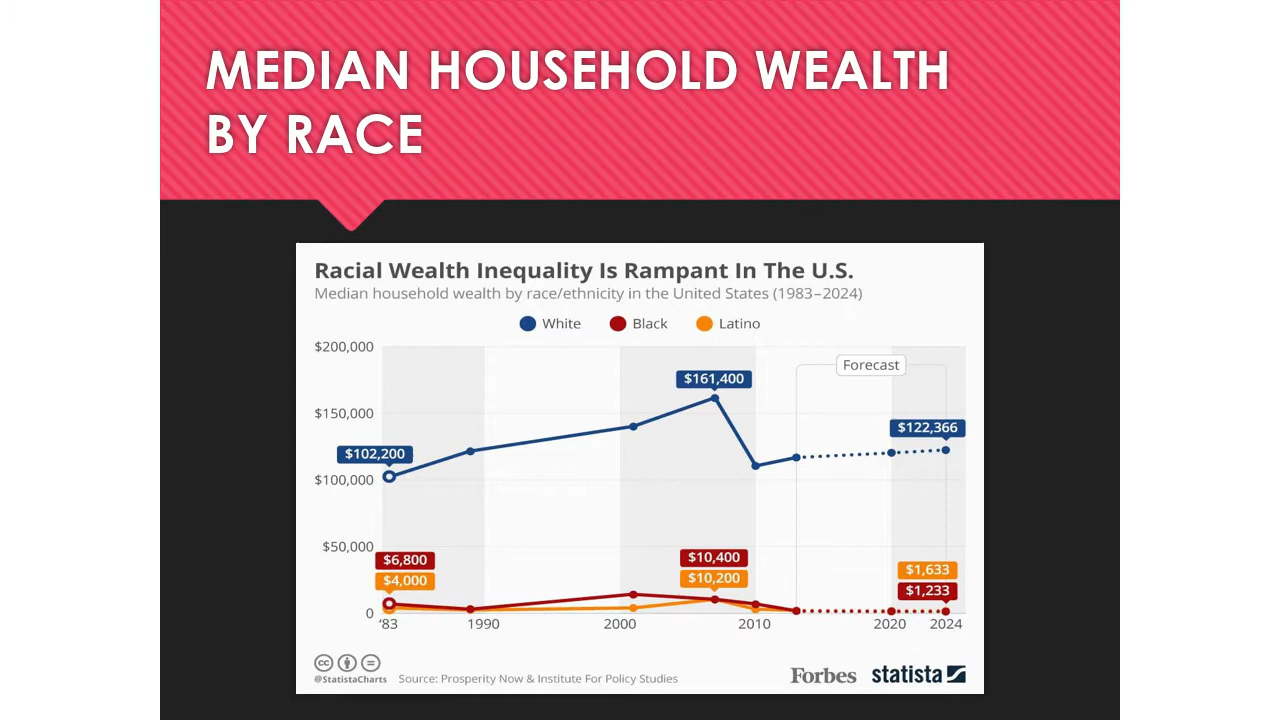 MEDIAN HOUSEHOLD WEALTH
BY RACE
Racial Wealth Inequality Is Rampant In The U.S.
Median household wealth by race/ethnicity in the United States (1983–2024)
White Black Latino
$200,000
Forecast
$161,400
$150,000
$122,366
$102,200
$100,000
$50,000
$6,800
$10,400
$4,000
$10,200
$1,633
$1,233
0
'83 1990 2000 2010 2020 2024
cc =
@StatistaCharts Source: Prosperity Now & Institute For Policy Studies
Forbes statista